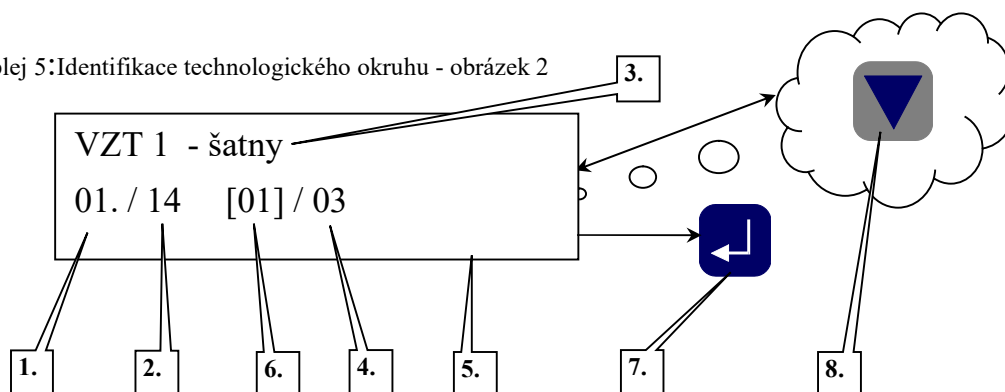 lej 5:Identifikace technologického okruhu - obrázek 2
3.
VZT 1 - šatny
01. / 14 [01] / 03
1.
2.
6.
4.
5.
7.
8.